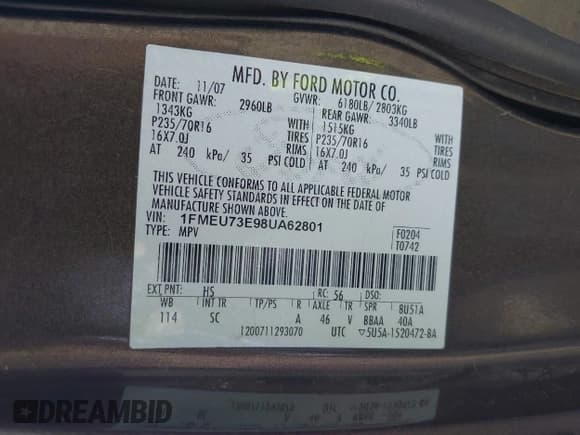 MFD. BY FORD MOTOR CO.
DATE: 11/07 GVWR: 6180LB/ 2803KG
FRONT GAWR: 2960LB REAR GAWR: 3340LB
1343KG WITH 1515KG WITH
P235/70R16 TIRES P235/70R16 TIRES
16X7.0J RIMS 16X7.0J RIMS
AT 240 kPa/ 35 PSI COLD AT 240 kPa/ 35 PSI COLD
THIS VEHICLE CONFORMS TO ALL APPLICABLE FEDERAL MOTOR
VEHICLE SAFETY STANDARDS IN EFFECT ON THE DATE OF
MANUFACTURE SHOWN ABOVE.
VIN: 1FMEU73E98UA62801 F0204
TYPE: MPV T0742
EXT PNT: H5 RC: 56 DSO:
WB INT TR TP/PS R AXLE TR SPR BU51A
114 5C A 46 V BBAA 40A
1200711293070 UTC ▽5U5A-1520472-BA
DREAMBID